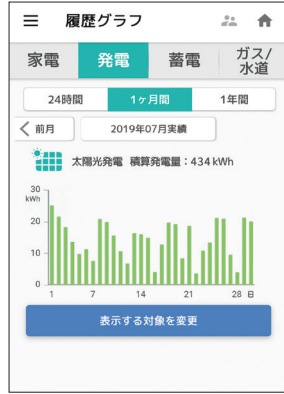 履歴グラフ
家電
発電
蓄電
ガス/
水道
24時間
1ヶ月間
1年間
前月
2019年07月実績
太陽光発電 積算発電量：434 kWh
30
kWh
20
10
0
1 7 14 21 28 日
表示する対象を変更